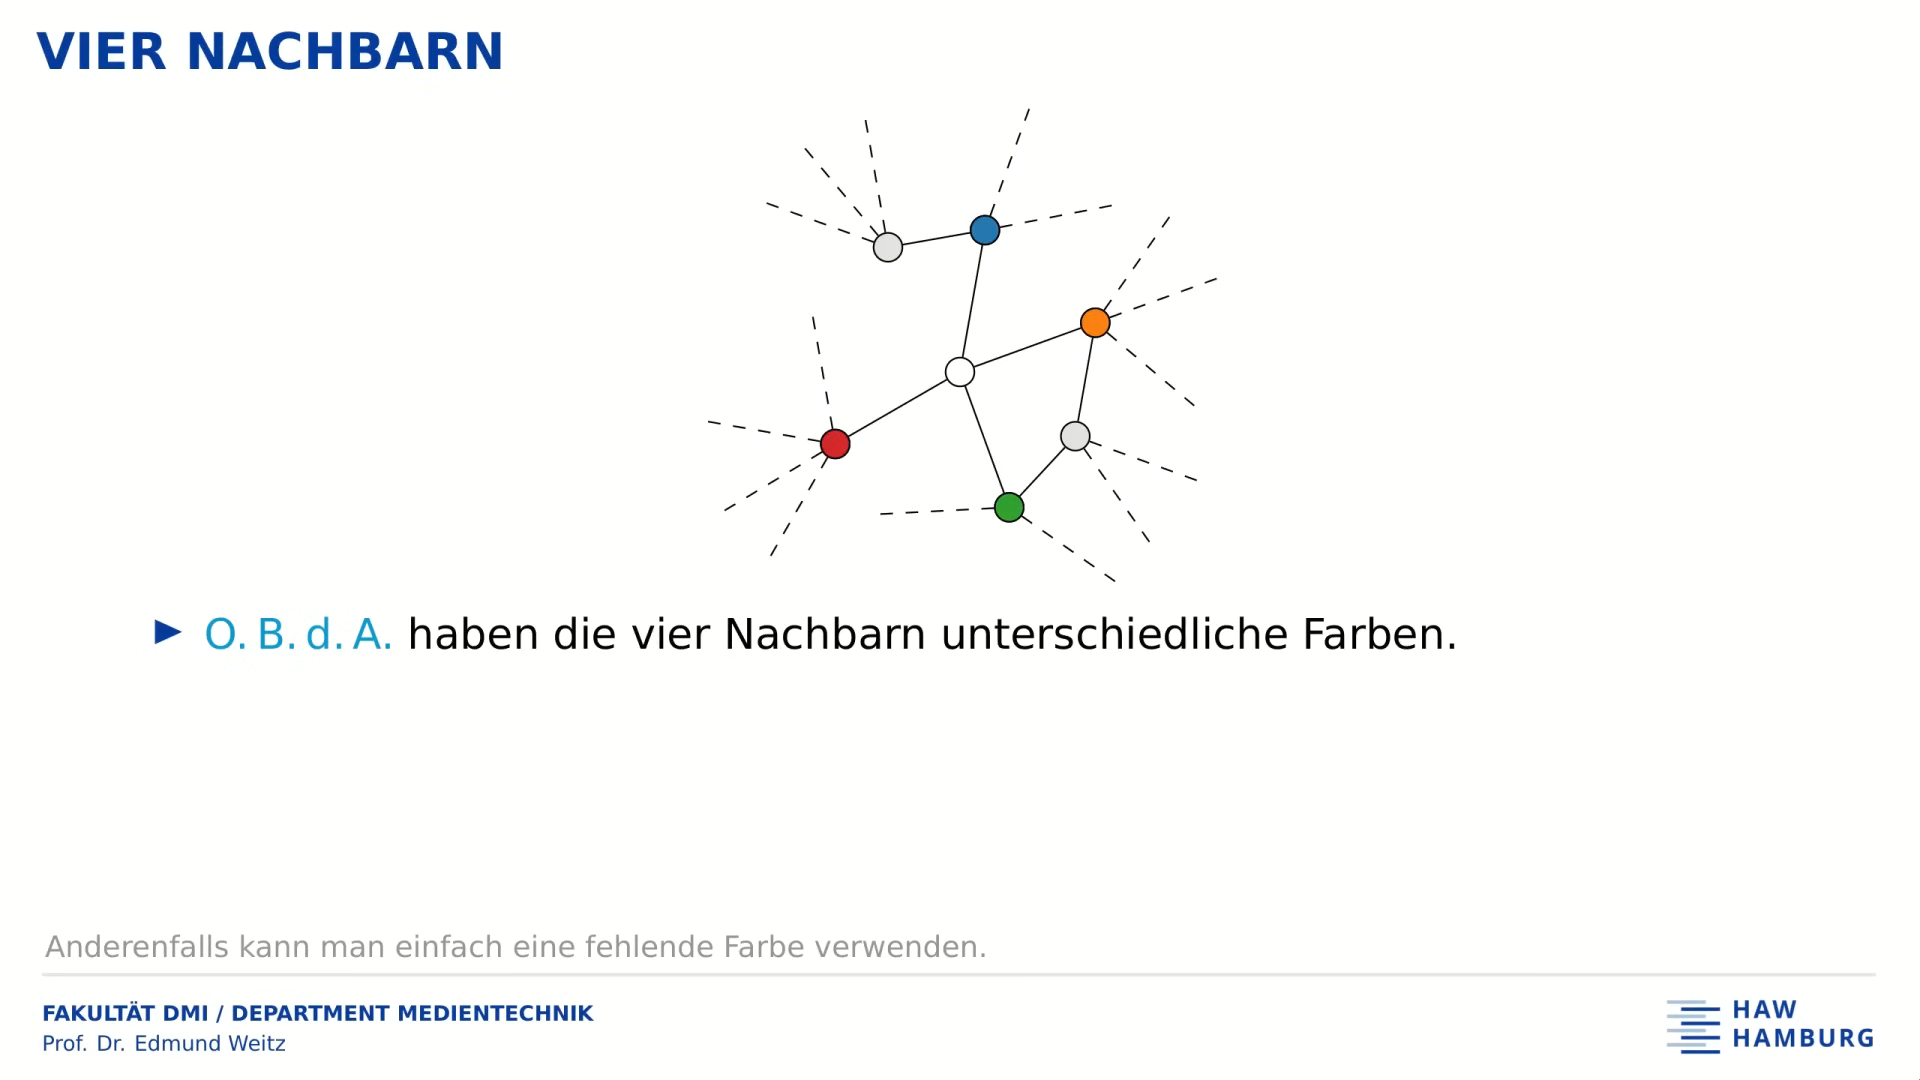 VIER NACHBARN
► O. B. d. A. haben die vier Nachbarn unterschiedliche Farben.
Anderenfalls kann man einfach eine fehlende Farbe verwenden.
FAKULTÄT DMI / DEPARTMENT MEDIENTECHNIK
Prof. Dr. Edmund Weitz
HAW
HAMBURG